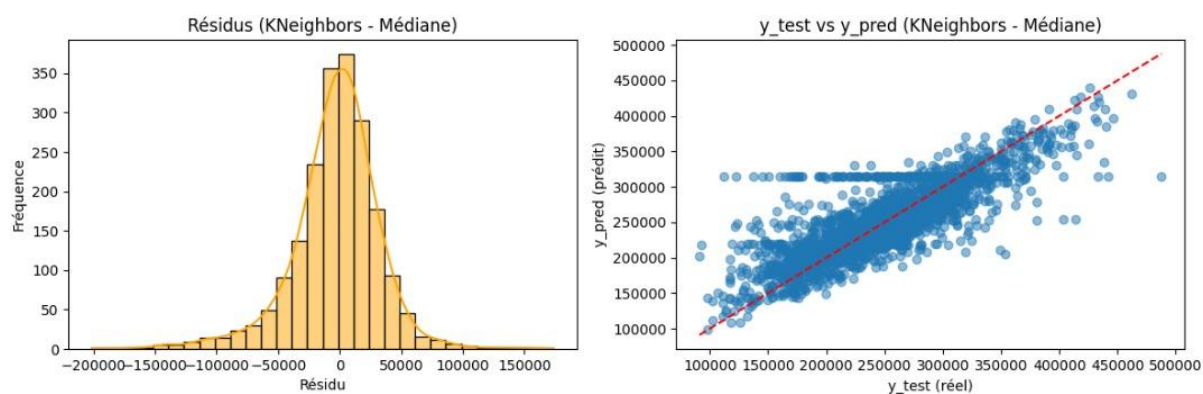 Résidus (KNeighbors - Médiane)
Fréquence
350
300
250
200
150
100
50
0
−200000 −150000 −100000 −50000 0 50000 100000 150000
Résidu
y_test vs y_pred (KNeighbors - Médiane)
y_pred (prédit)
500000
450000
400000
350000
300000
250000
200000
150000
100000
100000 150000 200000 250000 300000 350000 400000 450000 500000
y_test (réel)